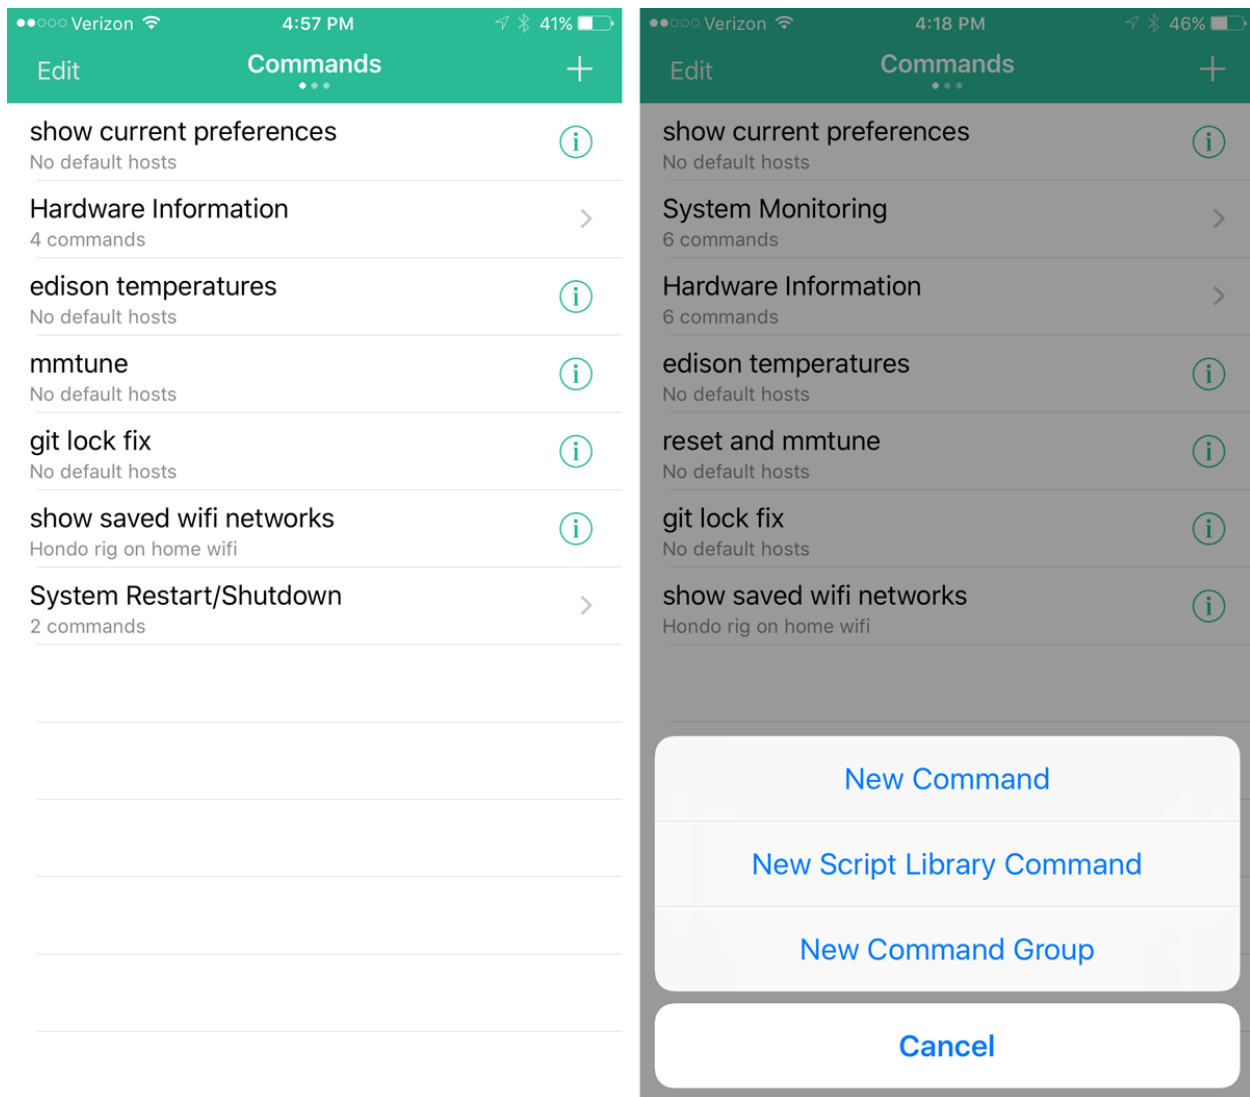 Verizon 4:57 PM 41%
Edit Commands +
show current preferences
No default hosts
Hardware Information
4 commands
edison temperatures
No default hosts
mmtune
No default hosts
git lock fix
No default hosts
show saved wifi networks
Hondo rig on home wifi
System Restart/Shutdown
2 commands
Verizon 4:18 PM 46%
Edit Commands +
show current preferences
No default hosts
System Monitoring
6 commands
Hardware Information
6 commands
edison temperatures
No default hosts
reset and mmtune
No default hosts
git lock fix
No default hosts
show saved wifi networks
Hondo rig on home wifi
New Command
New Script Library Command
New Command Group
Cancel